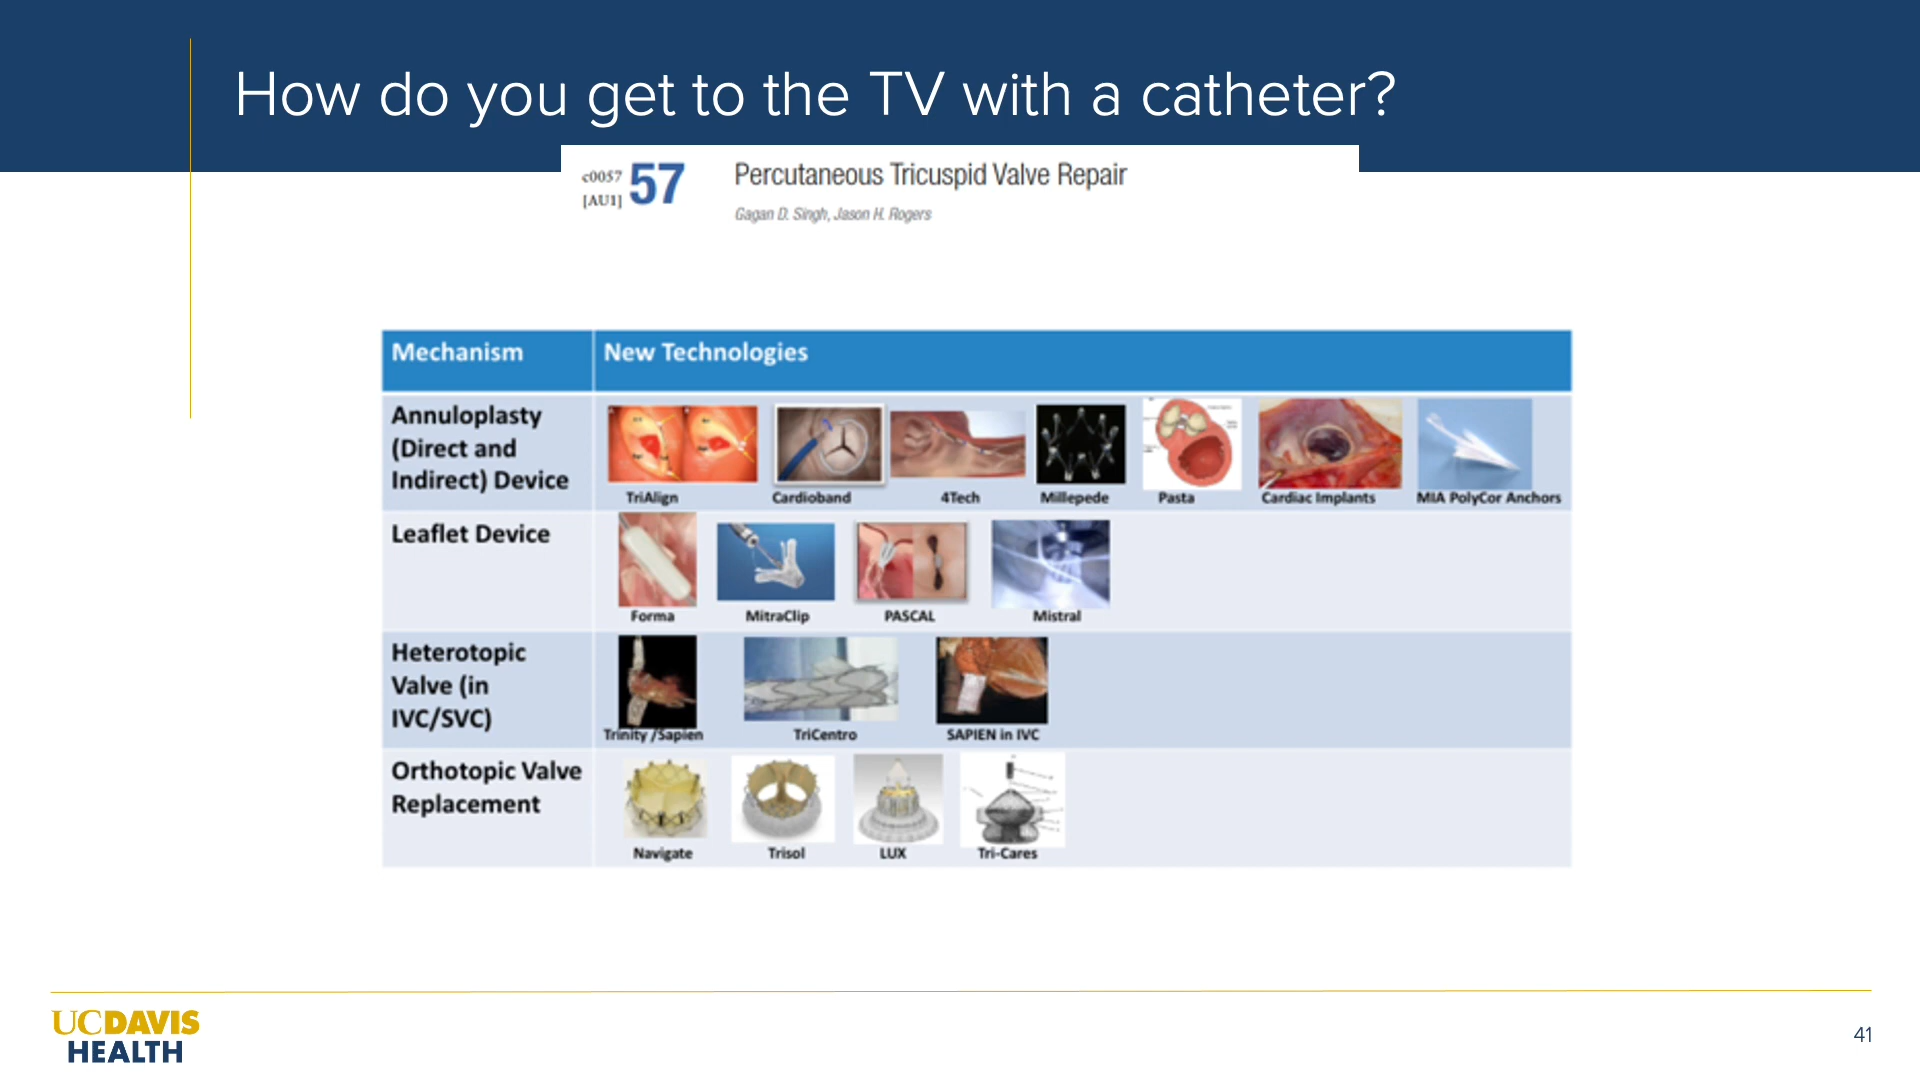 How do you get to the TV with a catheter?
c0057
[AU1]
57
Percutaneous Tricuspid Valve Repair
Gagan D. Singh, Jason H. Rogers
Mechanism
New Technologies
Annuloplasty
(Direct and
Indirect) Device
TriAlign
Cardioband
4Tech
Millepede
Pasta
Cardiac Implants
MIA PolyCor Anchors
Leaflet Device
Forma
MitraClip
PASCAL
Mistral
Heterotopic
Valve (in
IVC/SVC)
Trinity /Sapien
TriCentro
SAPIEN in IVC
Orthotopic Valve
Replacement
Navigate
Trisol
LUX
Tri-Cares
UCDAVIS
HEALTH
41